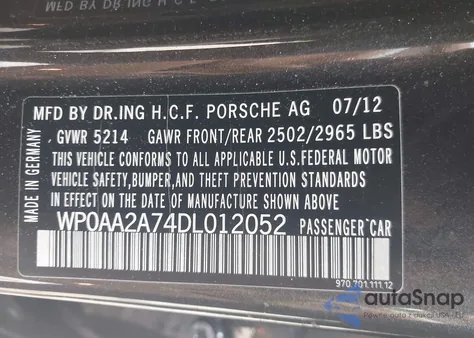 MFD BY DR.ING H.C.F. PORSCHE AG 07/12
GVWR 5214 GAWR FRONT/REAR 2502/2965 LBS
THIS VEHICLE CONFORMS TO ALL APPLICABLE U.S.FEDERAL MOTOR
VEHICLE SAFETY,BUMPER,AND THEFT PREVENTION STANDARDS
IN EFFECT ON THE DATE OF MANUFACTURE SHOWN ABOVE
WP0AA2A74DL012052 PASSENGER CAR
MADE IN GERMANY
970.701.111.12
autoSnap